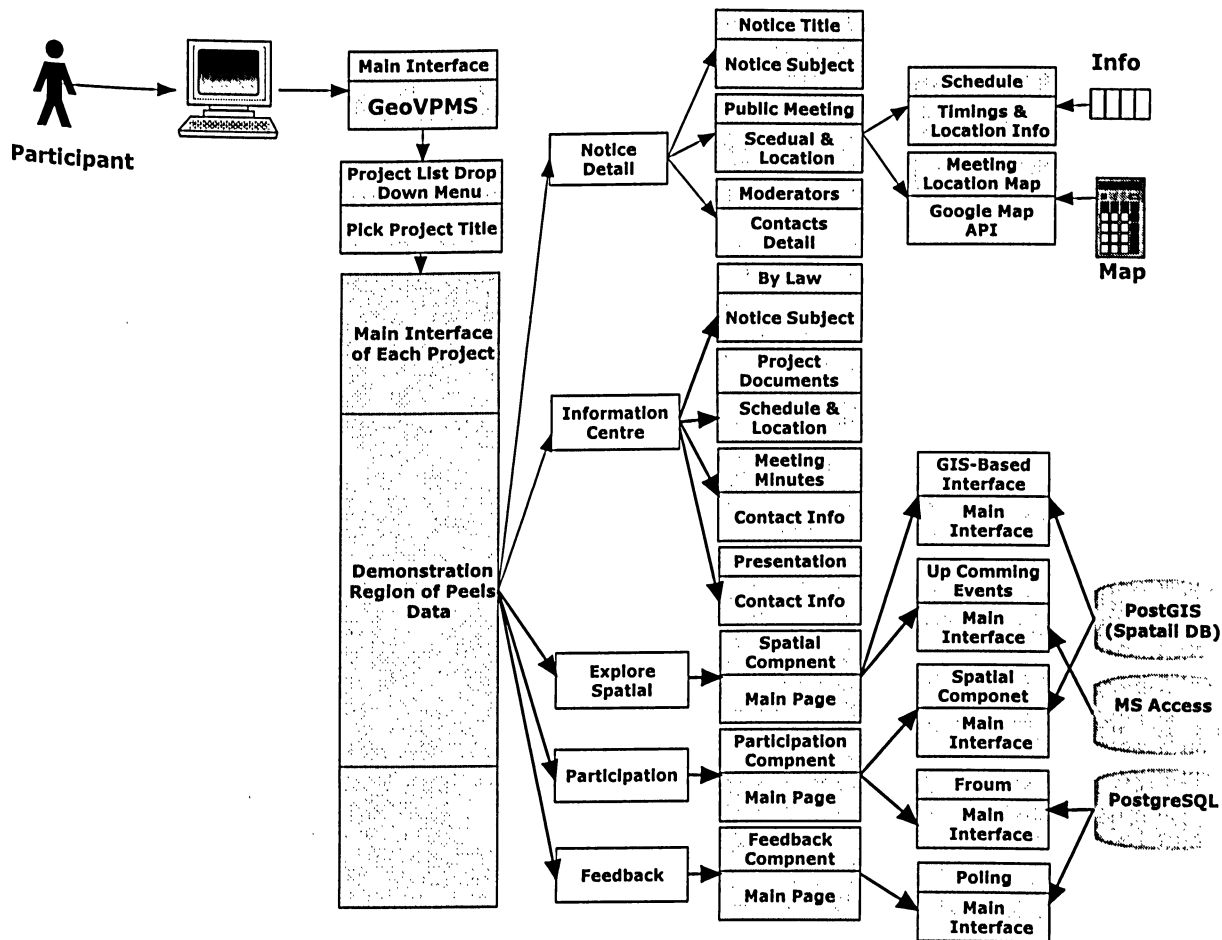 Participant
Main Interface
GeoVPMS
Project List Drop
Down Menu
Pick Project Title
Main Interface
of Each Project
Demonstration
Region of Peels
Data
Notice
Detail
Information
Centre
Explore
Spatial
Participation
Feedback
Notice Title
Notice Subject
Public Meeting
Scedual &
Location
Moderators
Contacts
Detail
By Law
Notice Subject
Project
Documents
Schedule &
Location
Meeting
Minutes
Contact Info
Presentation
Contact Info
Spatial
Compnent
Main Page
Participation
Compnent
Main Page
Feedback
Compnent
Main Page
Schedule
Timings &
Location Info
Meeting
Location Map
Google Map
API
Info
Map
GIS-Based
Interface
Main
Interface
Up Comming
Events
Main
Interface
Spatial
Componet
Main
Interface
Froum
Main
Interface
Poling
Main
Interface
PostGIS
(Spatail DB)
MS Access
PostgreSQL